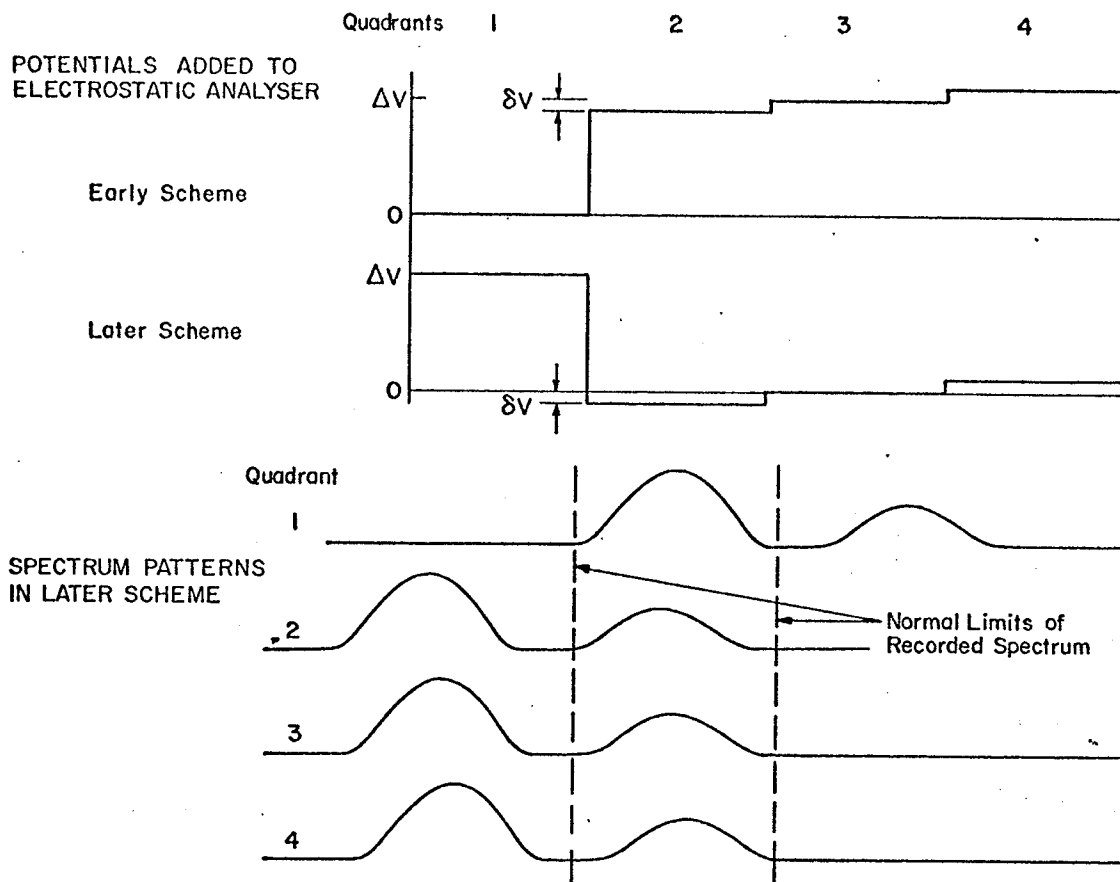 Quadrants 1 2 3 4
POTENTIALS ADDED TO
ELECTROSTATIC ANALYSER
ΔV
δV
Early Scheme
0
ΔV
Later Scheme
0
δV
Quadrant
1
SPECTRUM PATTERNS
IN LATER SCHEME
2
Normal Limits of
Recorded Spectrum
3
4